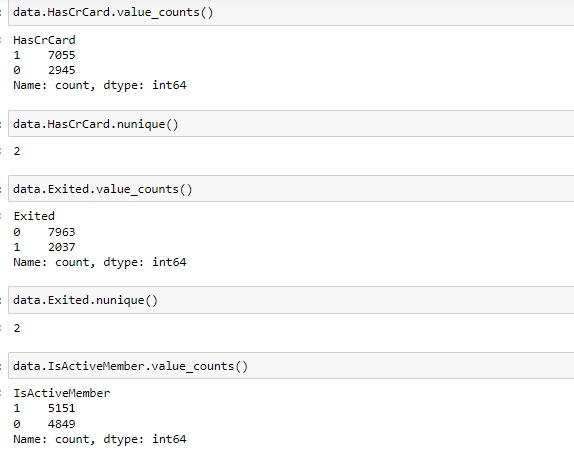 data.HasCrCard.value_counts()
HasCrCard
1    7055
0    2945
Name: count, dtype: int64
data.HasCrCard.nunique()
2
data.Exited.value_counts()
Exited
0    7963
1    2037
Name: count, dtype: int64
data.Exited.nunique()
2
data.IsActiveMember.value_counts()
IsActiveMember
1    5151
0    4849
Name: count, dtype: int64